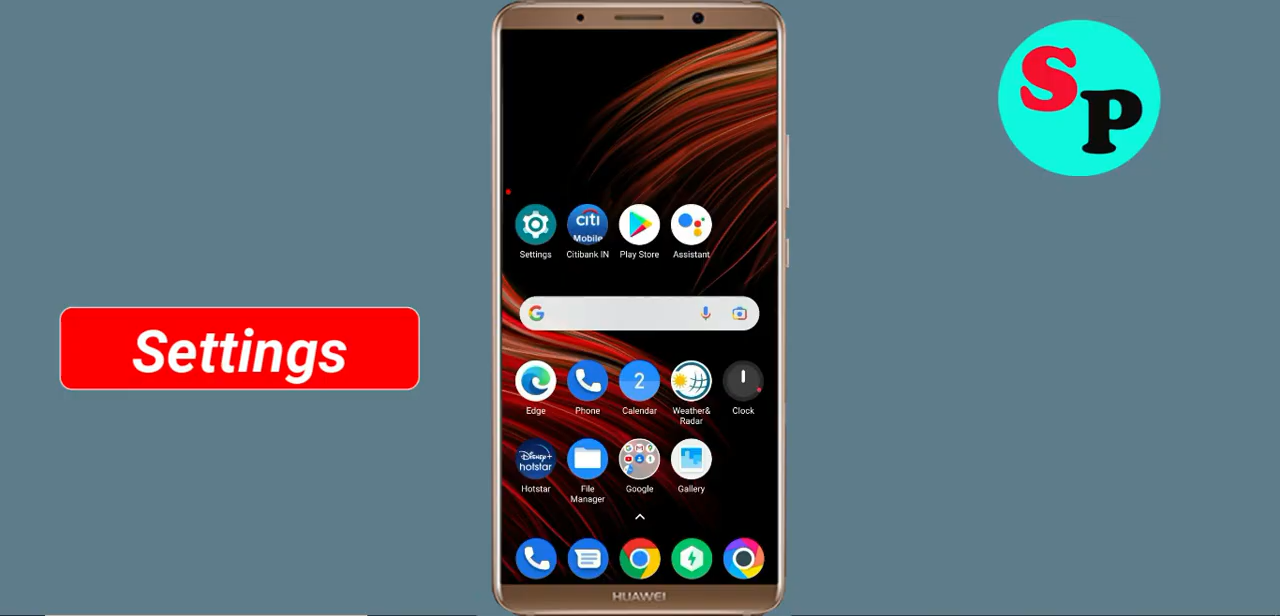 SP
Settings
Settings
citi
Mobile
Citibank IN
Play Store
Assistant
G
Edge
Phone
2
Calendar
Weather&
Radar
Clock
Disney+
hotstar
Hotstar
File
Manager
Google
Gallery
HUAWEI